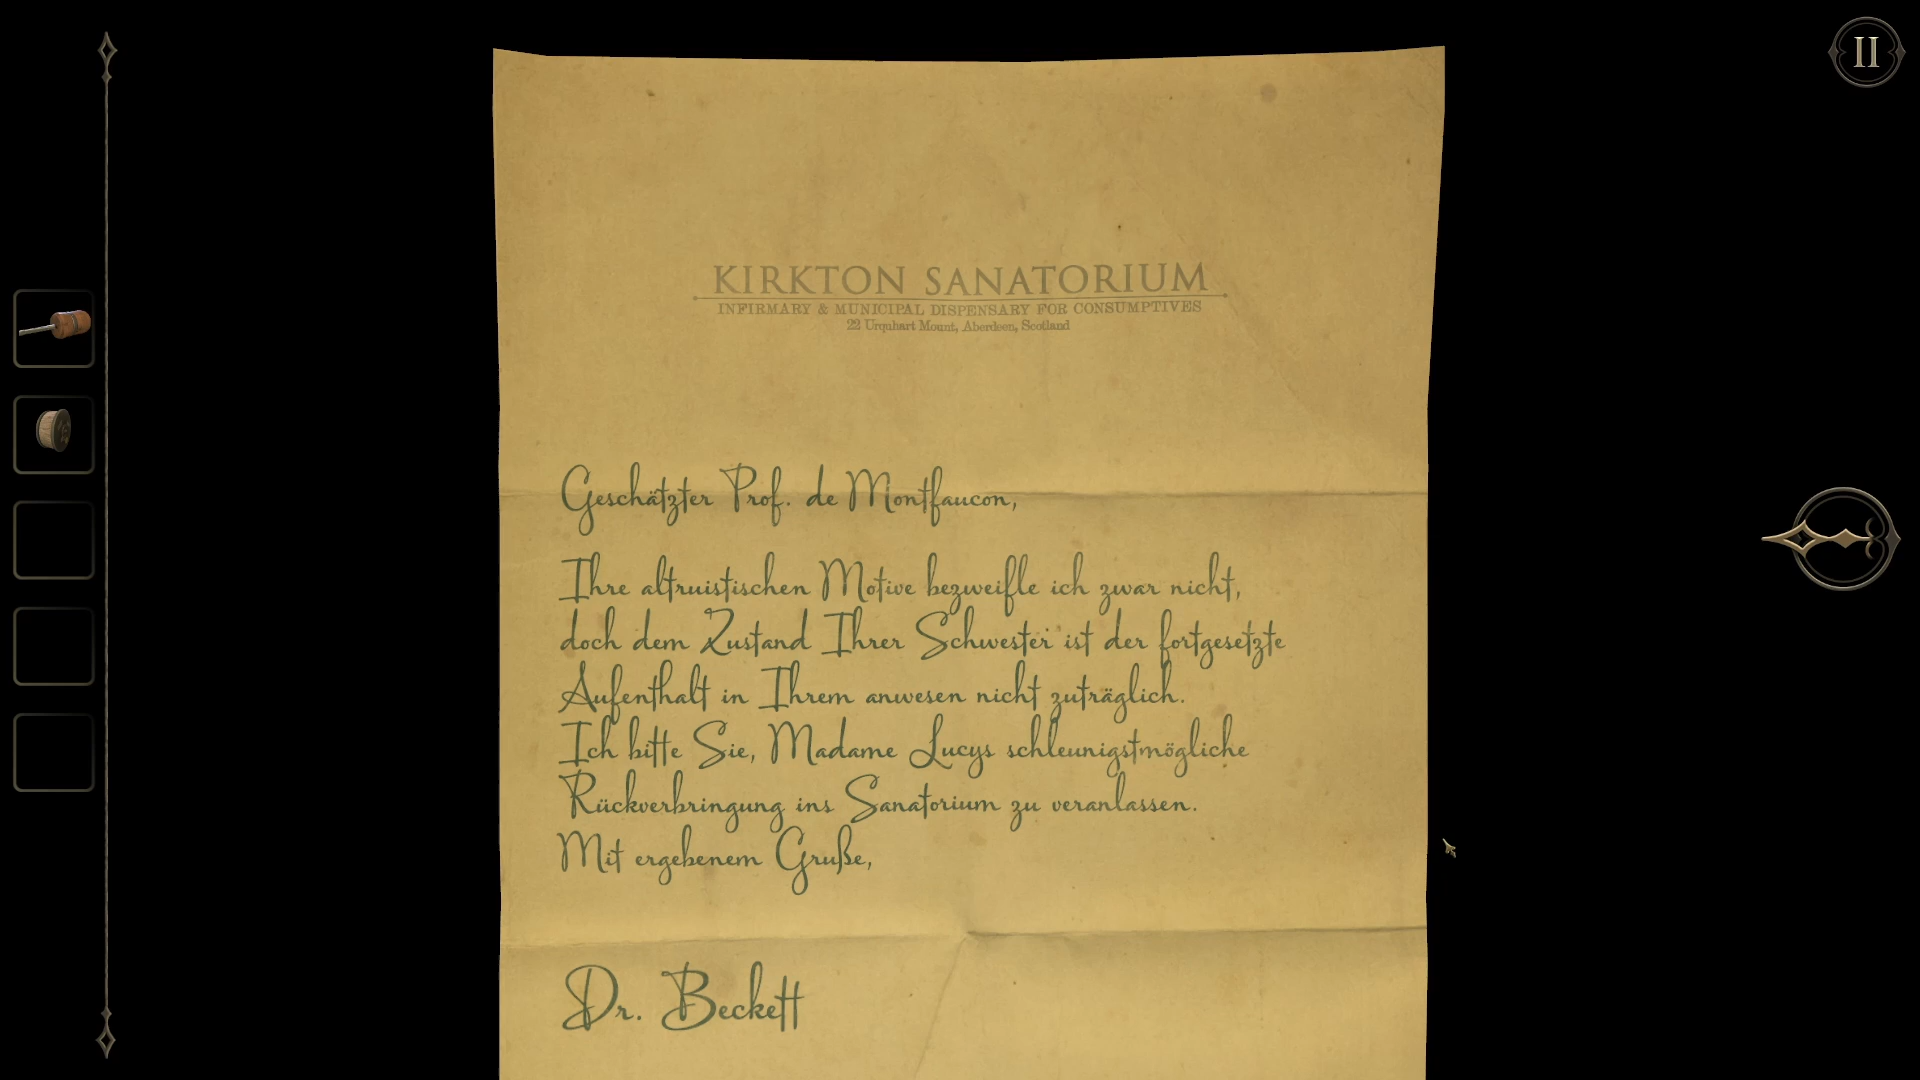 KIRKTON SANATORIUM
INFIRMARY & MUNICIPAL DISPENSARY FOR CONSUMPTIVES
22 Urquhart Mount, Aberdeen, Scotland
Geschätzter Prof. de Montfaucon,
Ihre altruistischen Motive bezweifle ich zwar nicht,
doch dem Zustand Ihrer Schwester ist der fortgesetzte
Aufenthalt in Ihrem anwesen nicht zuträglich.
Ich bitte Sie, Madame Lucys schleunigstmögliche
Rückverbringung ins Sanatorium zu veranlassen.
Mit ergebenem Gruße,
Dr. Beckett